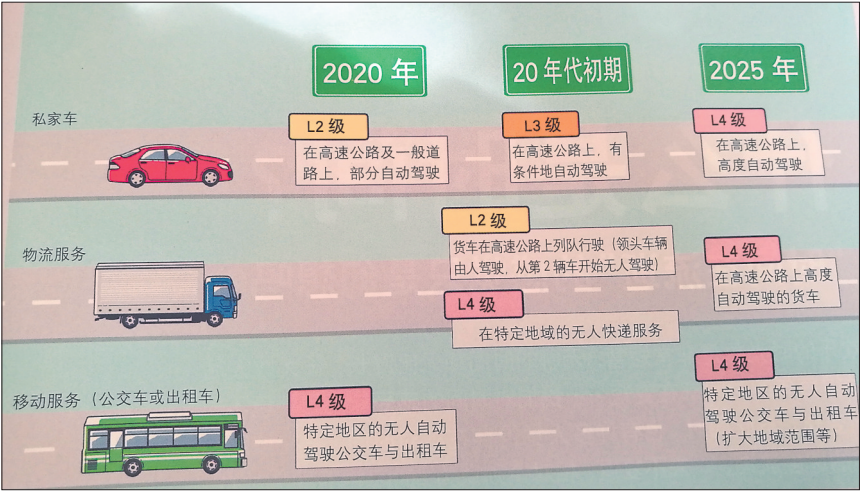 2020 年
20 年代初期
2025 年
私家车
L2 级
在高速公路及一般道
路上，部分自动驾驶
L3 级
在高速公路上，有
条件地自动驾驶
L4 级
在高速公路上，
高度自动驾驶
物流服务
L2 级
货车在高速公路上列队行驶（领头车辆
由人驾驶，从第 2 辆车开始无人驾驶）
L4 级
在特定地域的无人快递服务
L4 级
在高速公路上高度
自动驾驶的货车
移动服务（公交车或出租车）
L4 级
特定地区的无人自动
驾驶公交车与出租车
L4 级
特定地区的无人自动
驾驶公交车与出租车
（扩大地域范围等）